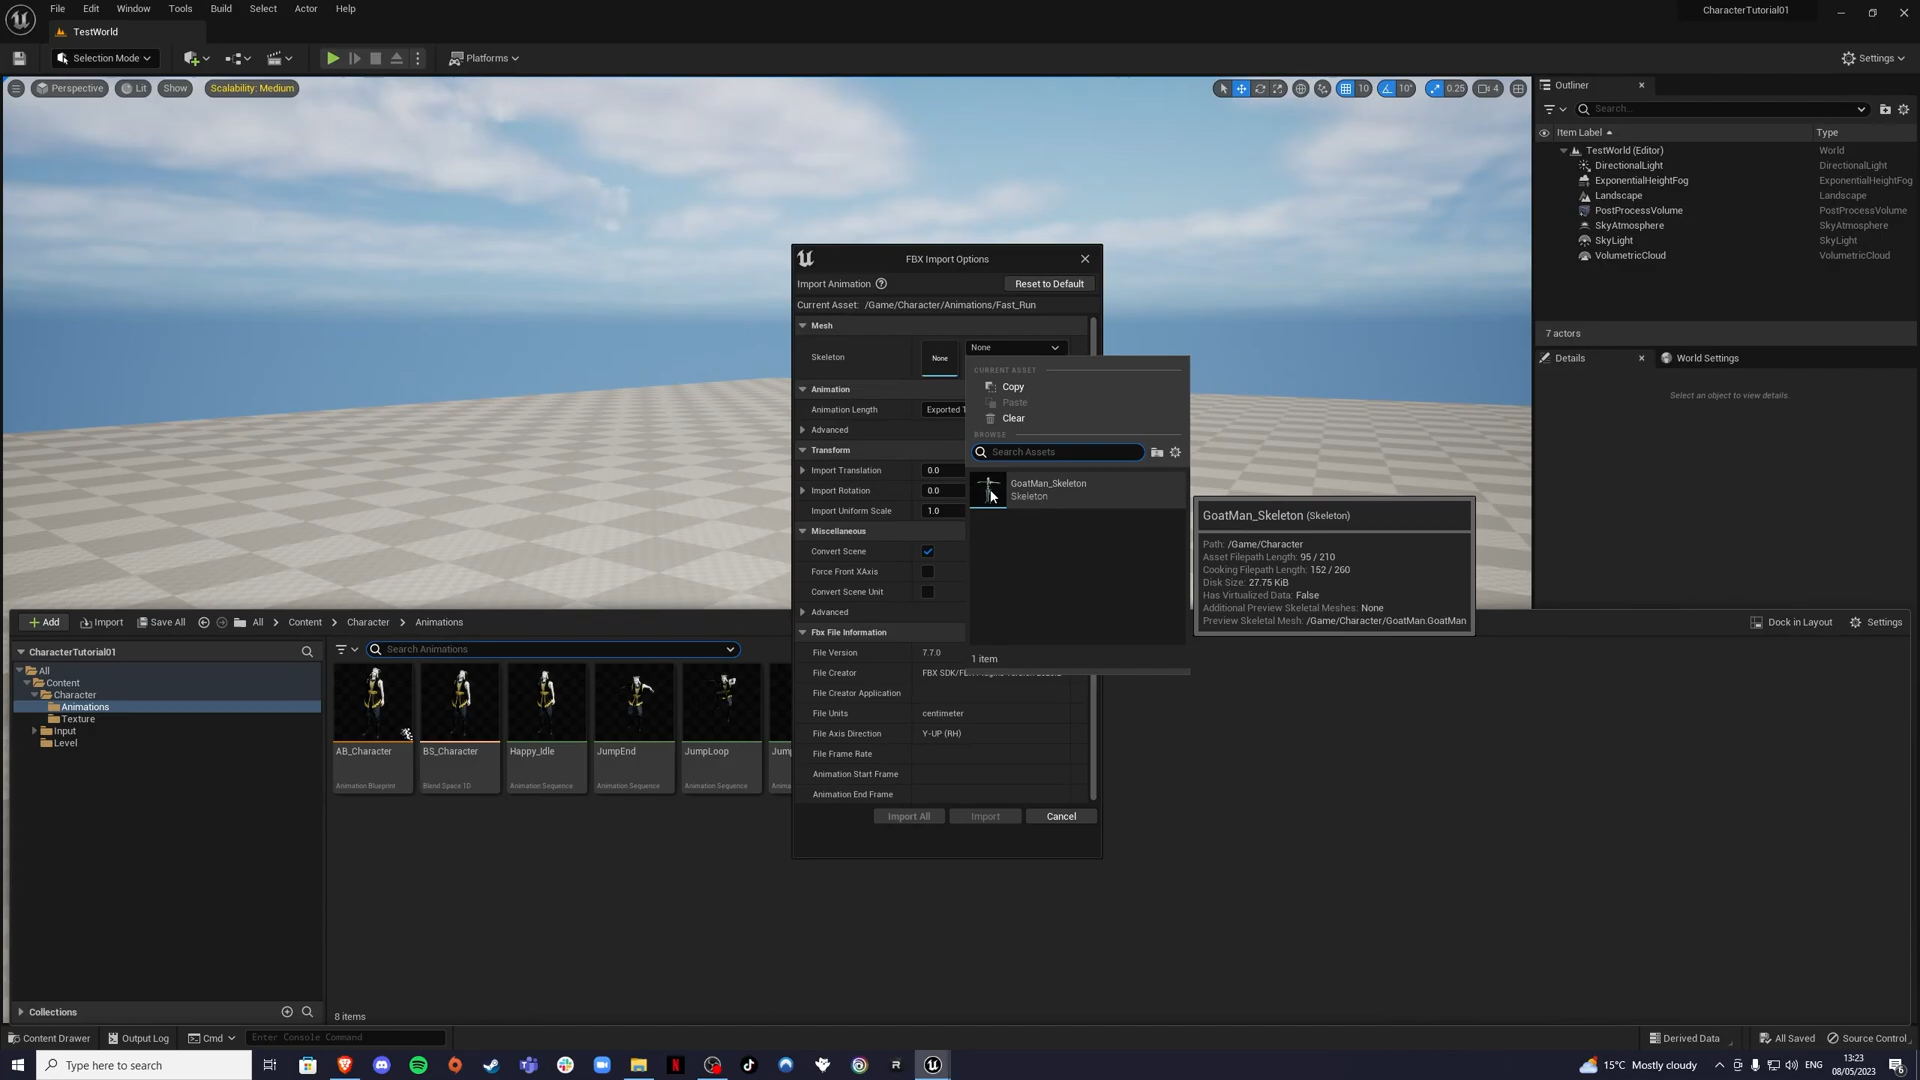 File Edit Window Tools Build Select Actor Help
CharacterTutorial01
TestWorld
Selection Mode
Platforms
Settings
Perspective Lit Show Scalability: Medium
10 10° 0.25 4
Outliner
Search...
Item Label Type
TestWorld (Editor) World
DirectionalLight DirectionalLight
ExponentialHeightFog ExponentialHeightFog
Landscape Landscape
PostProcessVolume PostProcessVolume
SkyAtmosphere SkyAtmosphere
SkyLight SkyLight
VolumetricCloud VolumetricCloud
7 actors
Details World Settings
Select an object to view details.
FBX Import Options
Import Animation Reset to Default
Current Asset: /Game/Character/Animations/Fast_Run
Mesh
Skeleton None None
Animation
Animation Length Exported T
Advanced
Transform
Import Translation 0.0
Import Rotation 0.0
Import Uniform Scale 1.0
Miscellaneous
Convert Scene
Force Front XAxis
Convert Scene Unit
Advanced
Fbx File Information
File Version 7.7.0
File Creator
File Creator Application
File Units centimeter
File Axis Direction Y-UP (RH)
File Frame Rate
Animation Start Frame
Animation End Frame
Import All Import Cancel
CURRENT ASSET
Copy
Paste
Clear
BROWSE
Search Assets
GoatMan_Skeleton
Skeleton
1 item
GoatMan_Skeleton (Skeleton)
Path: /Game/Character
Asset Filepath Length: 95 / 210
Cooking Filepath Length: 152 / 260
Disk Size: 27.75 KiB
Has Virtualized Data: False
Additional Preview Skeletal Meshes: None
Preview Skeletal Mesh: /Game/Character/GoatMan.GoatMan
Add Import Save All All Content Character Animations
Dock in Layout Settings
CharacterTutorial01
All
Content
Character
Animations
Texture
Input
Level
Collections
Search Animations
AB_Character BS_Character Happy_Idle JumpEnd JumpLoop Jump
Animation Blueprint Blend Space 1D Animation Sequence Animation Sequence Animation Sequence Anima
8 items
Content Drawer Output Log Cmd Enter Console Command
Derived Data All Saved Source Control
Type here to search
15°C Mostly cloudy ENG
13:23
08/05/2023
6